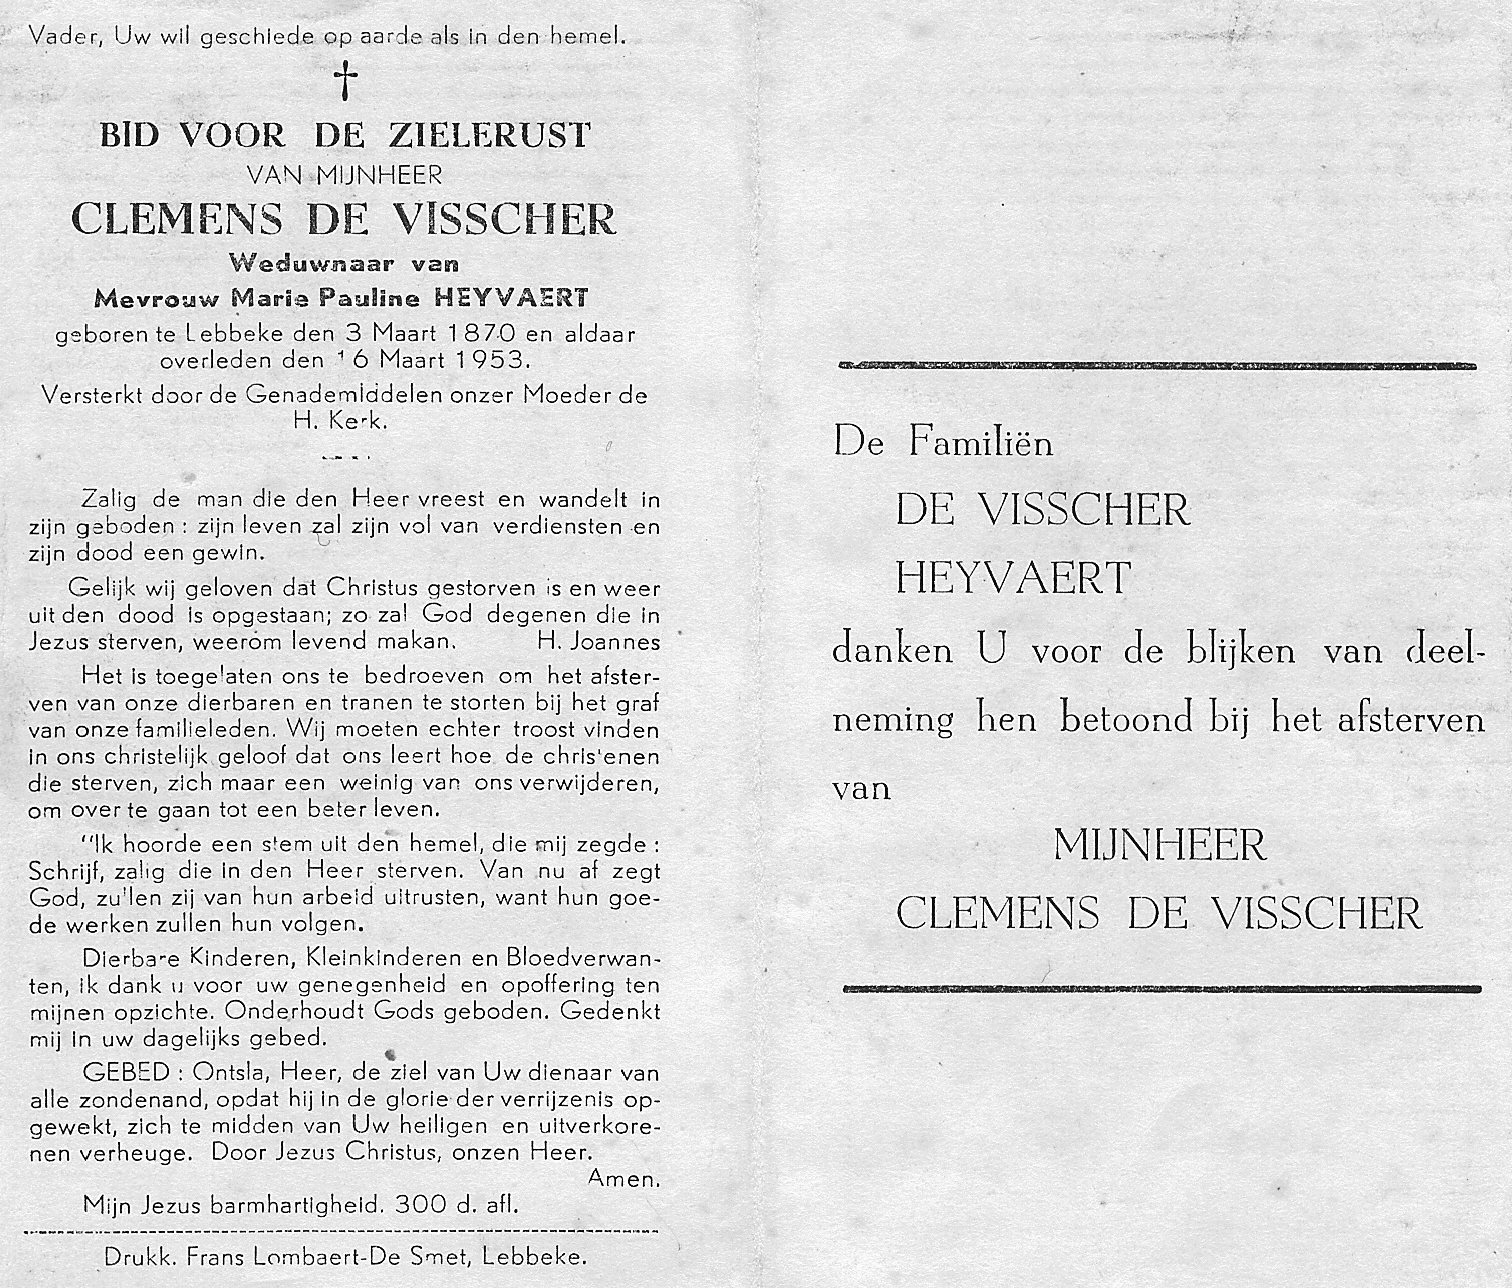 Vader, Uw wil geschiede op aarde als in den hemel.
BID VOOR DE ZIELERUST
VAN MIJNHEER
CLEMENS DE VISSCHER
Weduwnaar van
Mevrouw Marie Pauline HEYVAERT
geboren te Lebbeke den 3 Maart 1870 en aldaar
overleden den 16 Maart 1953.
Versterkt door de Genademiddelen onzer Moeder de
H. Kerk.
Zalig de man die den Heer vreest en wandelt in
zijn geboden : zijn leven zal zijn vol van verdiensten en
zijn dood een gewin.
Gelijk wij geloven dat Christus gestorven is en weer
uit den dood is opgestaan; zo zal God degenen die in
Jezus sterven, weerom levend makan. H. Joannes
Het is toegelaten ons te bedroeven om het afster-
ven van onze dierbaren en tranen te storten bij het graf
van onze familieleden. Wij moeten echter troost vinden
in ons christelijk geloof dat ons leert hoe de christenen
die sterven, zich maar een weinig van ons verwijderen,
om over te gaan tot een beter leven.
"Ik hoorde een stem uit den hemel, die mij zegde :
Schrijf, zalig die in den Heer sterven. Van nu af zegt
God, zullen zij van hun arbeid uitrusten, want hun goe-
de werken zullen hun volgen.
Dierbare Kinderen, Kleinkinderen en Bloedverwan-
ten, ik dank u voor uw genegenheid en opoffering ten
mijnen opzichte. Onderhoudt Gods geboden. Gedenkt
mij in uw dagelijks gebed.
GEBED : Ontsla, Heer, de ziel van Uw dienaar van
alle zondenand, opdat hij in de glorie der verrijzenis op-
gewekt, zich te midden van Uw heiligen en uitverkore-
nen verheuge. Door Jezus Christus, onzen Heer.
Amen.
Mijn Jezus barmhartigheid. 300 d. afl.
Drukk. Frans Lombaert-De Smet, Lebbeke.
De Familiën
DE VISSCHER
HEYVAERT
danken U voor de blijken van deel-
neming hen betoond bij het afsterven
van
MIJNHEER
CLEMENS DE VISSCHER